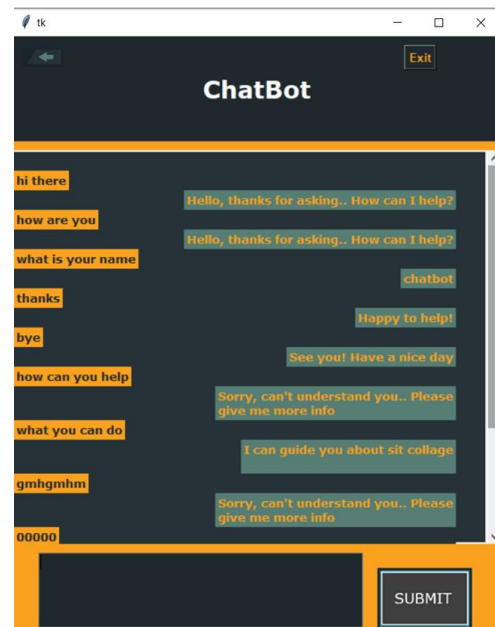 tk
Exit
ChatBot
hi there
Hello, thanks for asking.. How can I help?
how are you
Hello, thanks for asking.. How can I help?
what is your name
chatbot
thanks
Happy to help!
bye
See you! Have a nice day
how can you help
Sorry, can't understand you.. Please
give me more info
what you can do
I can guide you about sit collage
gmhgmhm
Sorry, can't understand you.. Please
give me more info
00000
SUBMIT